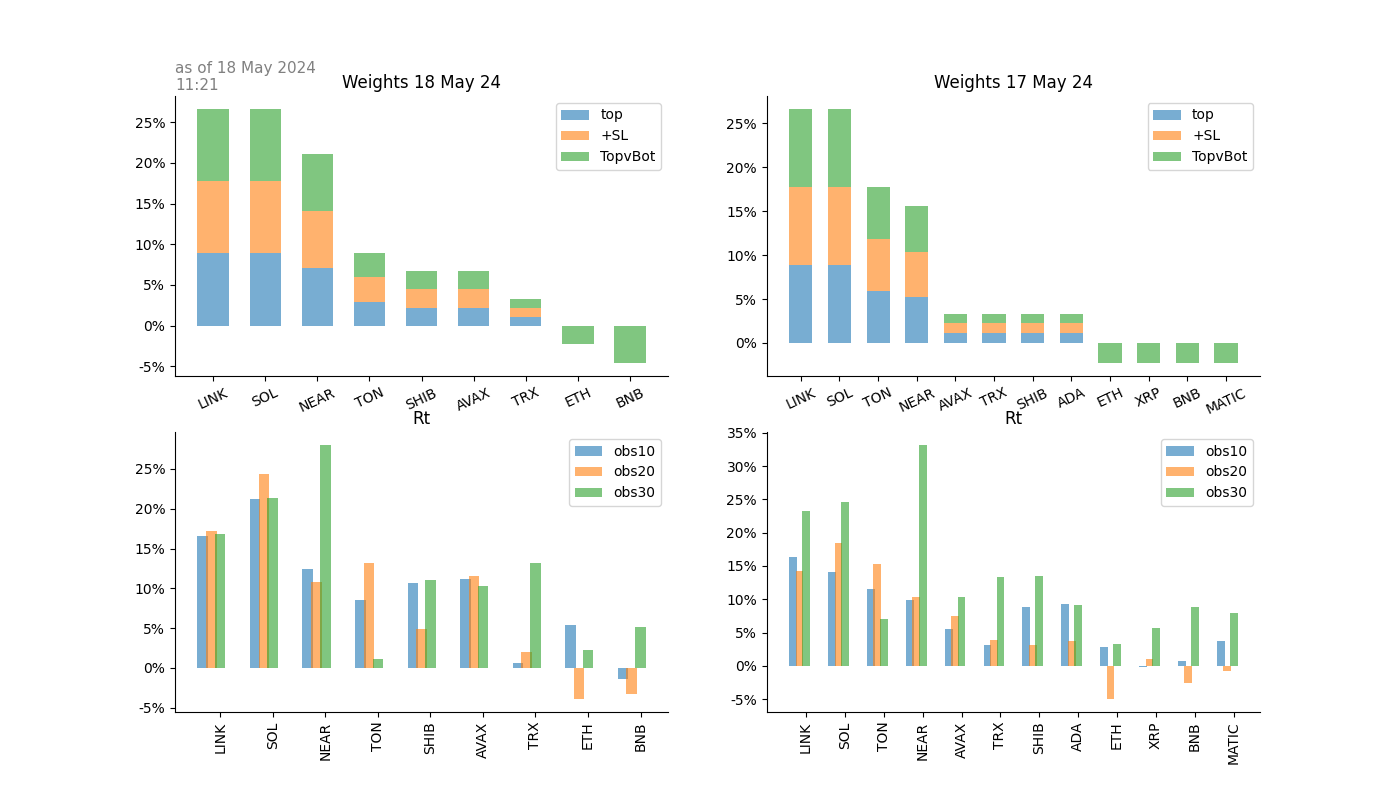 as of 18 May 2024
11:21
Weights 18 May 24
25%
20%
15%
10%
5%
0%
-5%
top
+SL
TopvBot
LINK SOL NEAR TON SHIB AVAX TRX ETH BNB
Weights 17 May 24
25%
20%
15%
10%
5%
0%
top
+SL
TopvBot
LINK SOL TON NEAR AVAX TRX SHIB ADA ETH XRP BNB MATIC
Rt
25%
20%
15%
10%
5%
0%
-5%
obs10
obs20
obs30
LINK SOL NEAR TON SHIB AVAX TRX ETH BNB
Rt
35%
30%
25%
20%
15%
10%
5%
0%
-5%
obs10
obs20
obs30
LINK SOL TON NEAR AVAX TRX SHIB ADA ETH XRP BNB MATIC